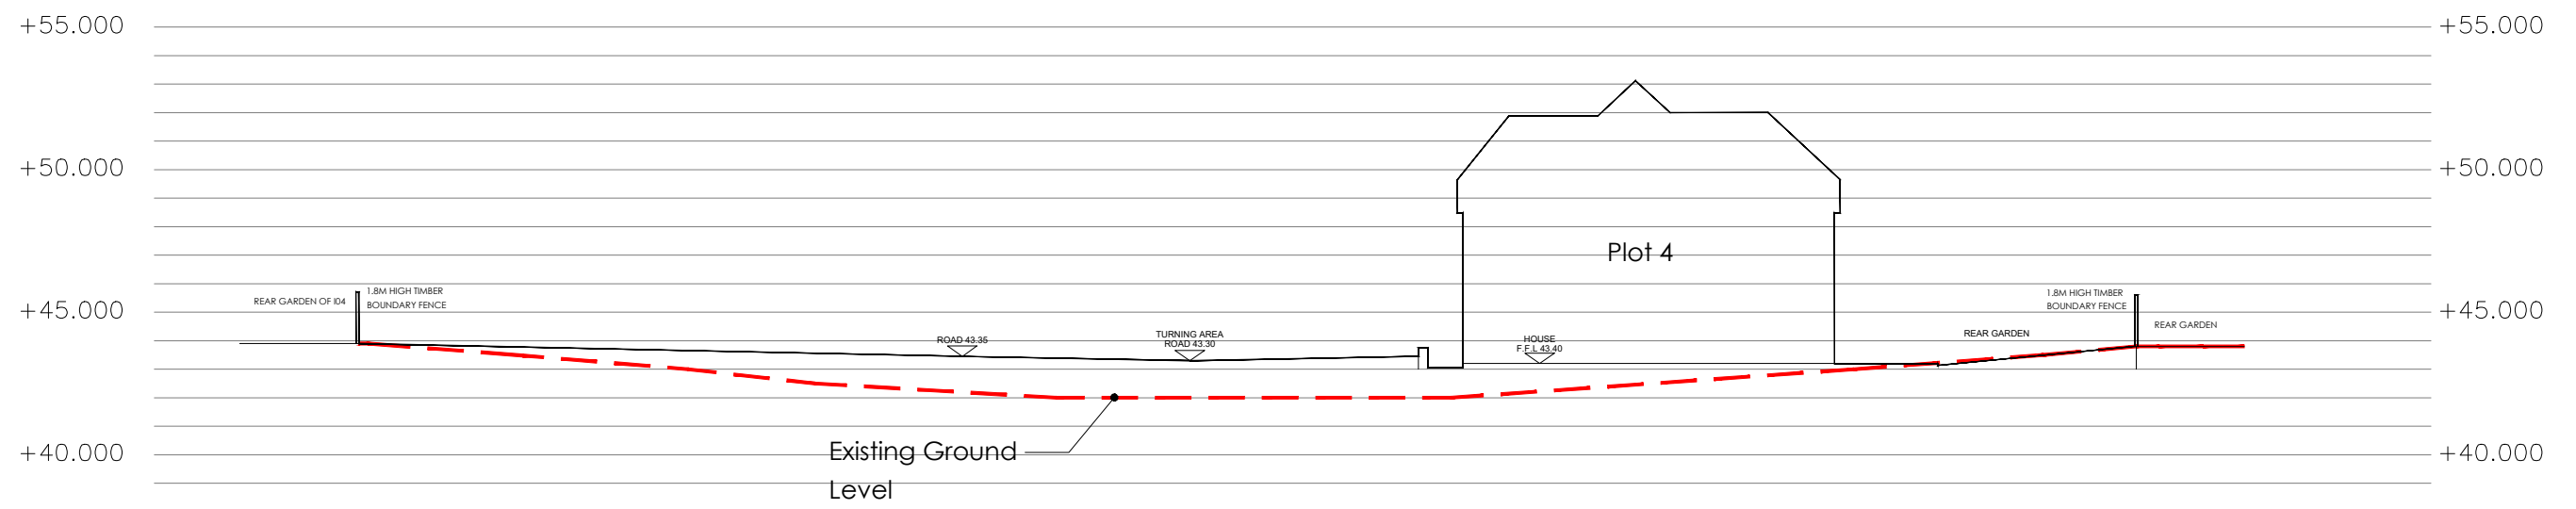 +55.000
+55.000
+50.000
+50.000
Plot 4
1.8M HIGH TIMBER
BOUNDARY FENCE
REAR GARDEN OF I04
1.8M HIGH TIMBER
BOUNDARY FENCE
+45.000
+45.000
REAR GARDEN
REAR GARDEN
ROAD 43.35
TURNING AREA
ROAD 43.30
HOUSE
F.F.L 43.40
Existing Ground
Level
+40.000
+40.000